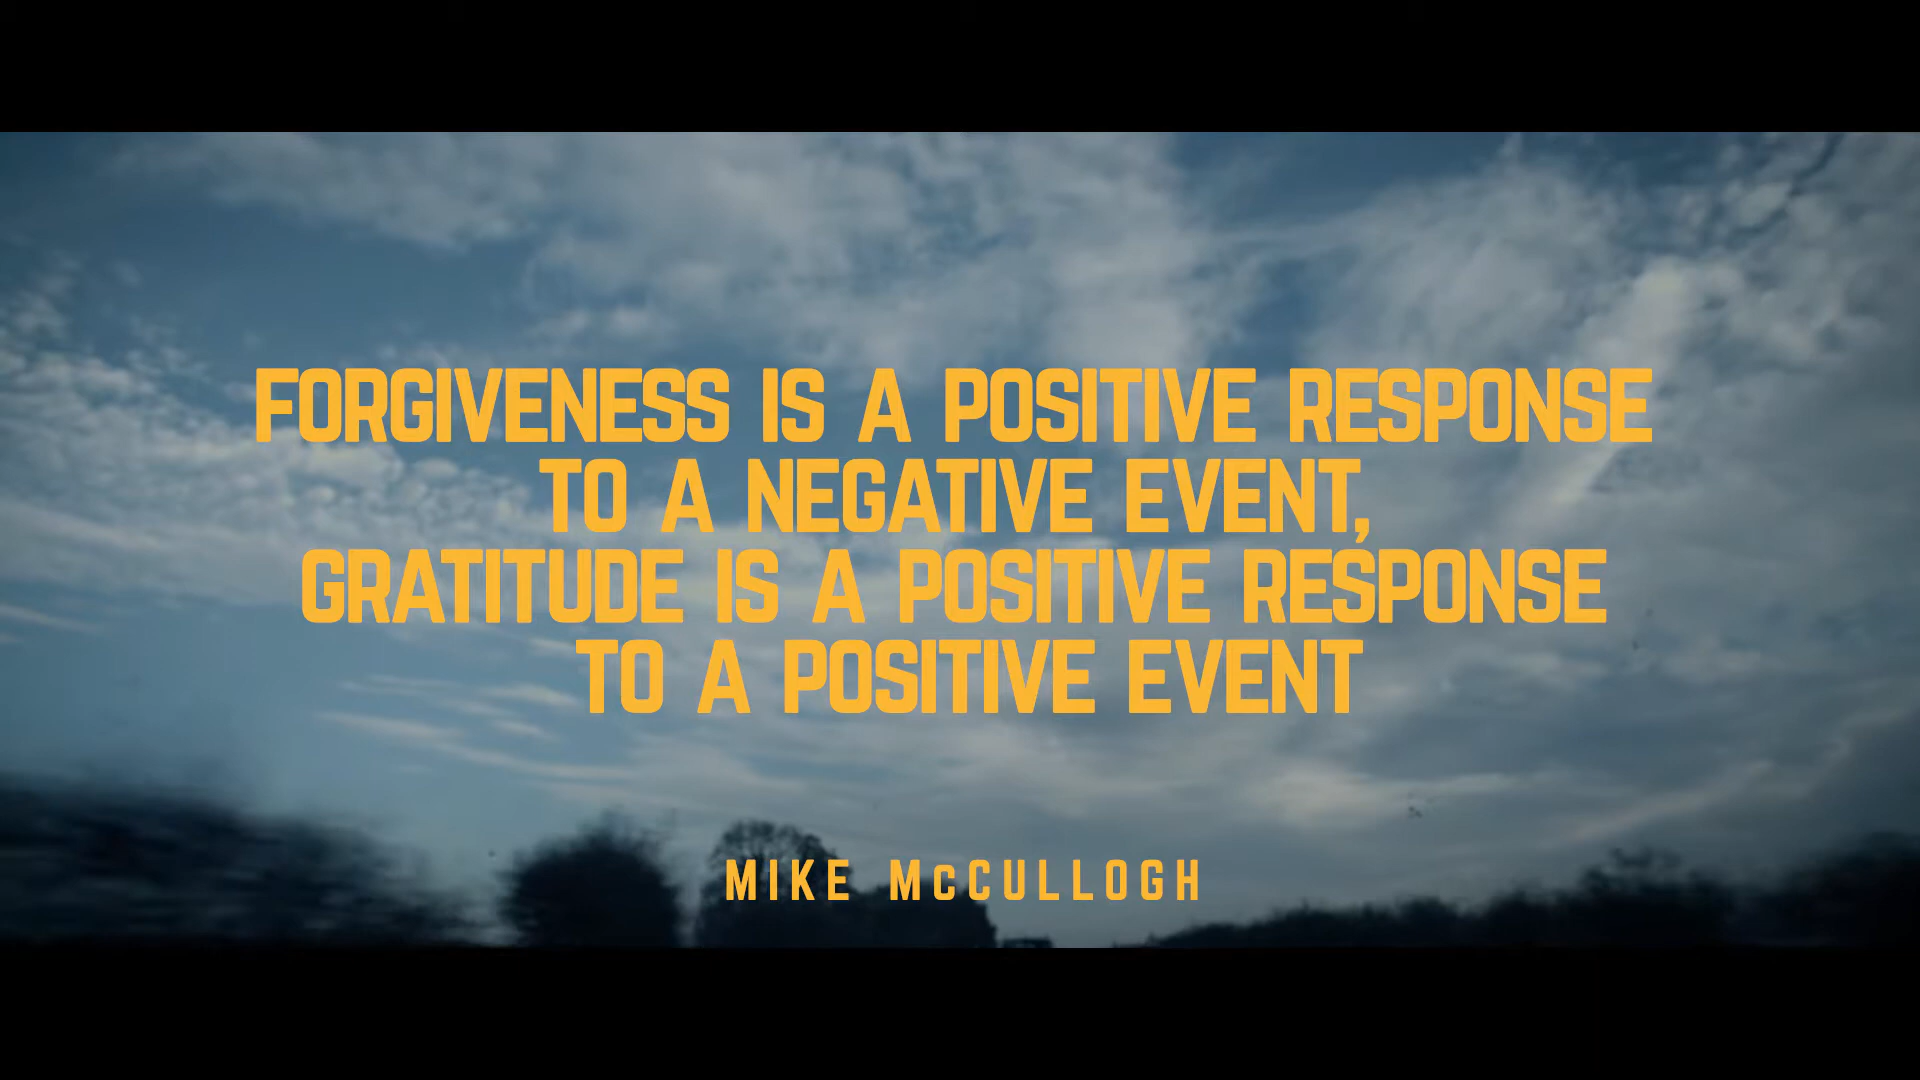 FORGIVENESS IS A POSITIVE RESPONSE
TO A NEGATIVE EVENT,
GRATITUDE IS A POSITIVE RESPONSE
TO A POSITIVE EVENT
MIKE McCULLOGH